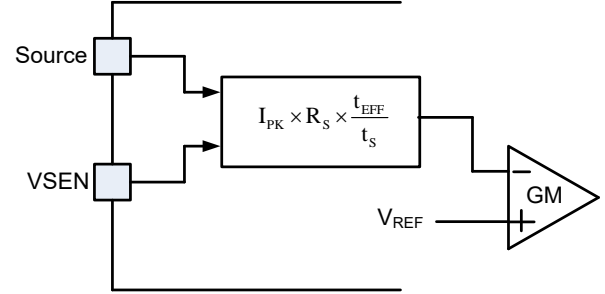 Source
I_PK × R_S × t_EFF / t_S
VSEN
GM
V_REF